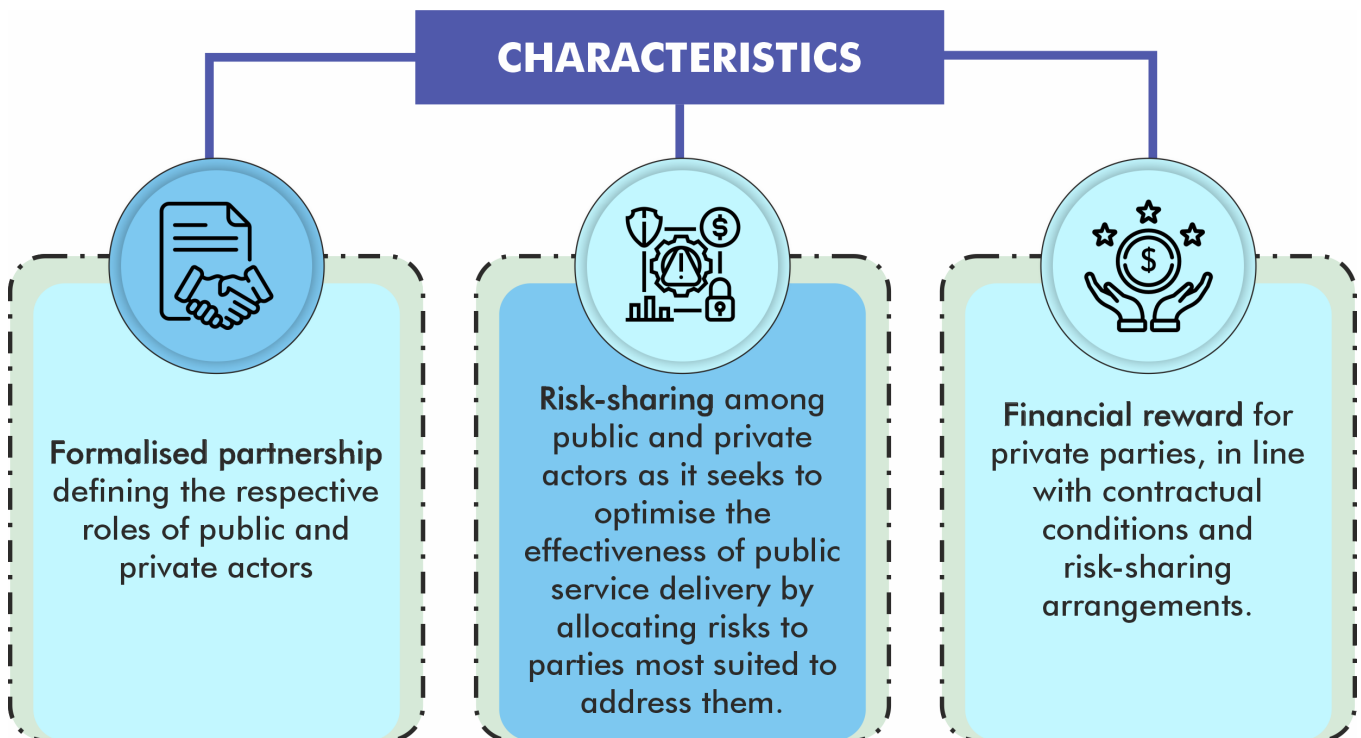 CHARACTERISTICS
Formalised partnership
defining the respective
roles of public and
private actors
Risk-sharing among
public and private
actors as it seeks to
optimise the
effectiveness of public
service delivery by
allocating risks to
parties most suited to
address them.
Financial reward for
private parties, in line
with contractual
conditions and
risk-sharing
arrangements.